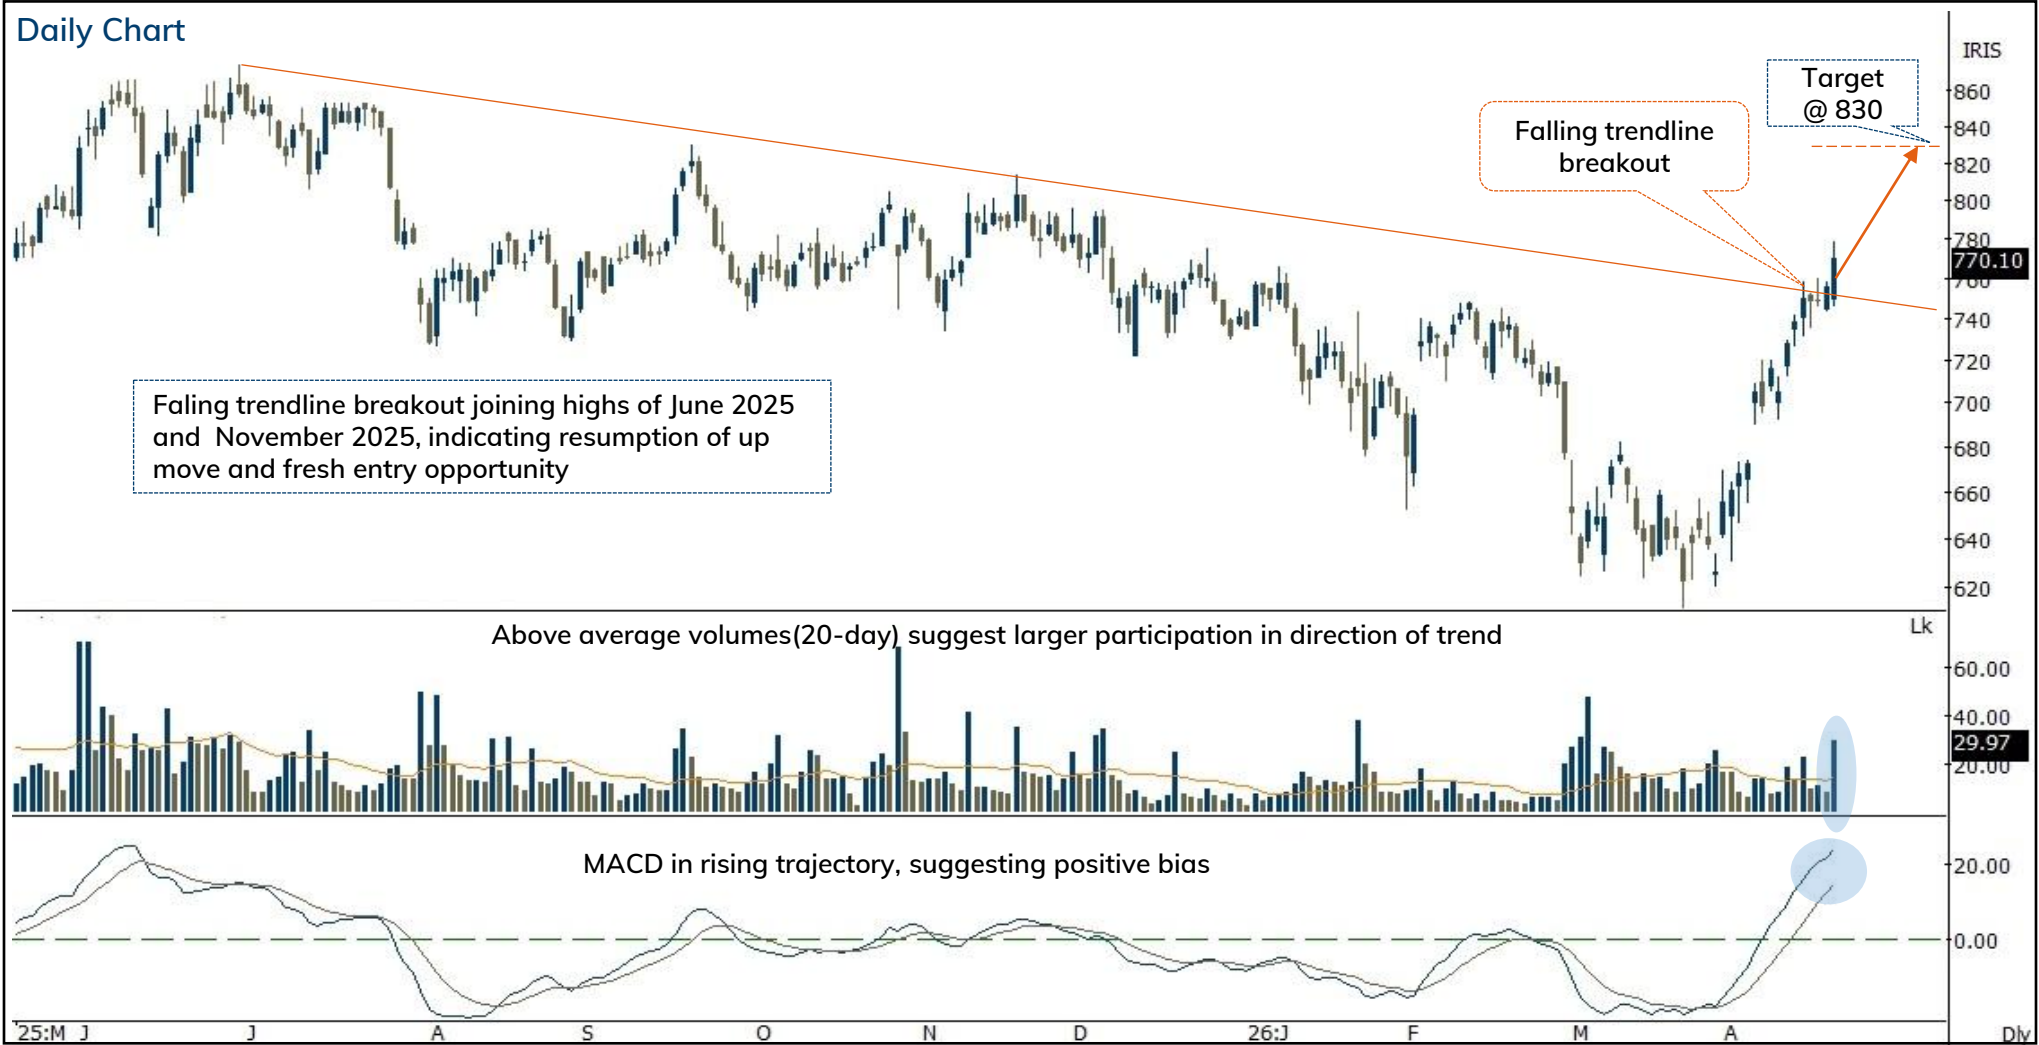 Daily Chart
IRIS
Target
@ 830
Falling trendline
breakout
860
840
820
800
780
770.10
760
740
720
700
680
660
640
620
Faling trendline breakout joining highs of June 2025
and November 2025, indicating resumption of up
move and fresh entry opportunity
Above average volumes(20-day) suggest larger participation in direction of trend
Lk
60.00
40.00
29.97
20.00
MACD in rising trajectory, suggesting positive bias
20.00
0.00
25:M J J A S O N D 26:J F M A Dly